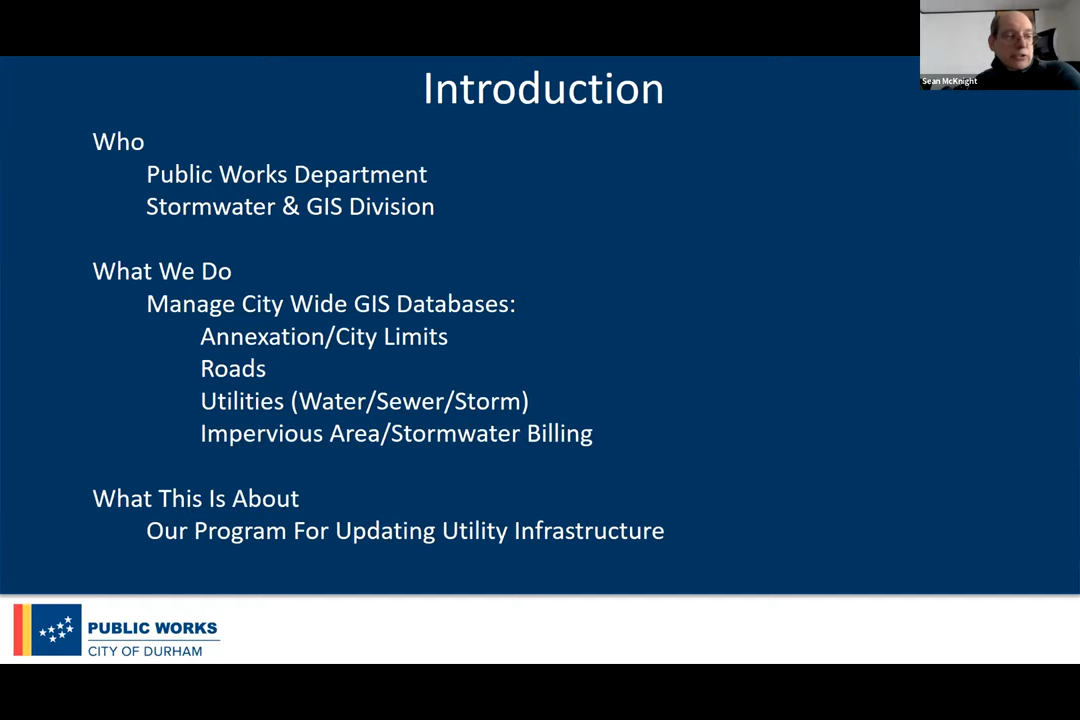 Sean McKnight
Introduction
Who
Public Works Department
Stormwater & GIS Division
What We Do
Manage City Wide GIS Databases:
Annexation/City Limits
Roads
Utilities (Water/Sewer/Storm)
Impervious Area/Stormwater Billing
What This Is About
Our Program For Updating Utility Infrastructure
PUBLIC WORKS
CITY OF DURHAM